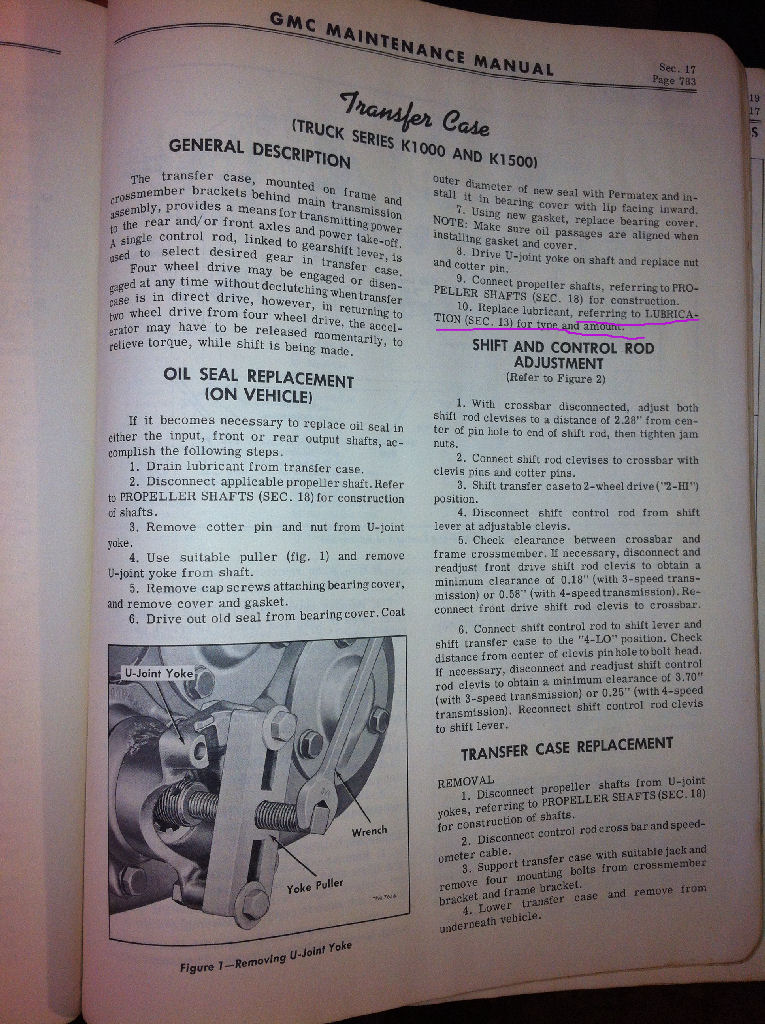 GMC MAINTENANCE MANUAL
Sec. 17
Page 783
Transfer Case
(TRUCK SERIES K1000 AND K1500)
GENERAL DESCRIPTION
The transfer case, mounted on frame and
crossmember brackets behind main transmission
assembly, provides a means for transmitting power
to the rear and/or front axles and power take-off.
A single control rod, linked to gearshift lever, is
used to select desired gear in transfer case.
Four wheel drive may be engaged or disen-
gaged at any time without declutching when transfer
case is in direct drive, however, in returning to
two wheel drive from four wheel drive, the accel-
erator may have to be released momentarily, to
relieve torque, while shift is being made.
OIL SEAL REPLACEMENT
(ON VEHICLE)
If it becomes necessary to replace oil seal in
either the input, front or rear output shafts, ac-
complish the following steps.
1. Drain lubricant from transfer case.
2. Disconnect applicable propeller shaft. Refer
to PROPELLER SHAFTS (SEC. 18) for construction
of shafts.
3. Remove cotter pin and nut from U-joint
yoke.
4. Use suitable puller (fig. 1) and remove
U-joint yoke from shaft.
5. Remove cap screws attaching bearing cover,
and remove cover and gasket.
6. Drive out old seal from bearing cover. Coat
U-Joint Yoke
Wrench
Yoke Puller
Figure 1—Removing U-Joint Yoke
outer diameter of new seal with Permatex and in-
stall it in bearing cover with lip facing inward.
7. Using new gasket, replace bearing cover.
NOTE: Make sure oil passages are aligned when
installing gasket and cover.
8. Drive U-joint yoke on shaft and replace nut
and cotter pin.
9. Connect propeller shafts, referring to PRO-
PELLER SHAFTS (SEC. 18) for construction.
10. Replace lubricant, referring to LUBRICA-
TION (SEC. 13) for type and amount.
SHIFT AND CONTROL ROD
ADJUSTMENT
(Refer to Figure 2)
1. With crossbar disconnected, adjust both
shift rod clevises to a distance of 2.28" from cen-
ter of pin hole to end of shift rod, then tighten jam
nuts.
2. Connect shift rod clevises to crossbar with
clevis pins and cotter pins.
3. Shift transfer case to 2-wheel drive ("2-HI")
position.
4. Disconnect shift control rod from shift
lever at adjustable clevis.
5. Check clearance between crossbar and
frame crossmember. If necessary, disconnect and
readjust front drive shift rod clevis to obtain a
minimum clearance of 0.18" (with 3-speed trans-
mission) or 0.58" (with 4-speed transmission). Re-
connect front drive shift rod clevis to crossbar.
6. Connect shift control rod to shift lever and
shift transfer case to the "4-LO" position. Check
distance from center of clevis pin hole to bolt head.
If necessary, disconnect and readjust shift control
rod clevis to obtain a minimum clearance of 3.70"
(with 3-speed transmission) or 0.25" (with 4-speed
transmission). Reconnect shift control rod clevis
to shift lever.
TRANSFER CASE REPLACEMENT
REMOVAL
1. Disconnect propeller shafts from U-joint
yokes, referring to PROPELLER SHAFTS (SEC. 18)
for construction of shafts.
2. Disconnect control rod cross bar and speed-
ometer cable.
3. Support transfer case with suitable jack and
remove four mounting bolts from crossmember
bracket and frame bracket.
4. Lower transfer case and remove from
underneath vehicle.
19
17
S